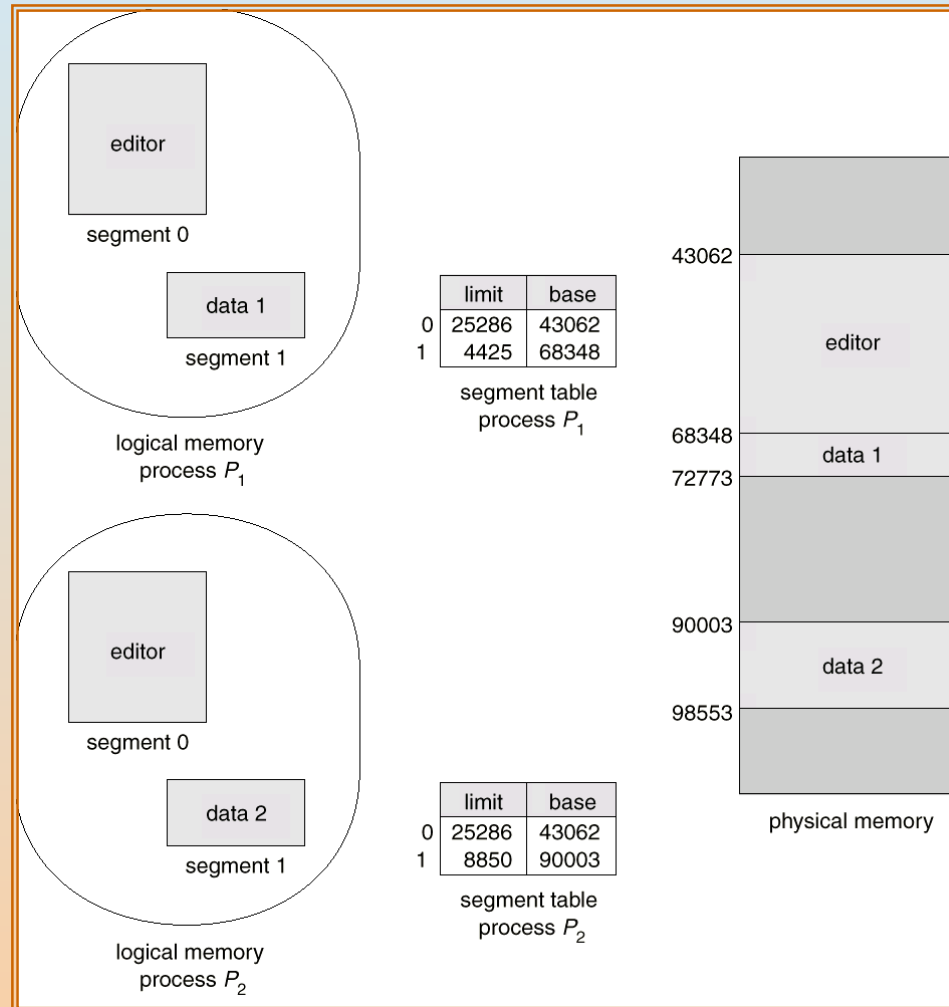 editor
segment 0
data 1
segment 1
logical memory
process P1
limit base
0 25286 43062
1 4425 68348
segment table
process P1
editor
segment 0
data 2
segment 1
logical memory
process P2
limit base
0 25286 43062
1 8850 90003
segment table
process P2
43062
editor
68348
data 1
72773
90003
data 2
98553
physical memory